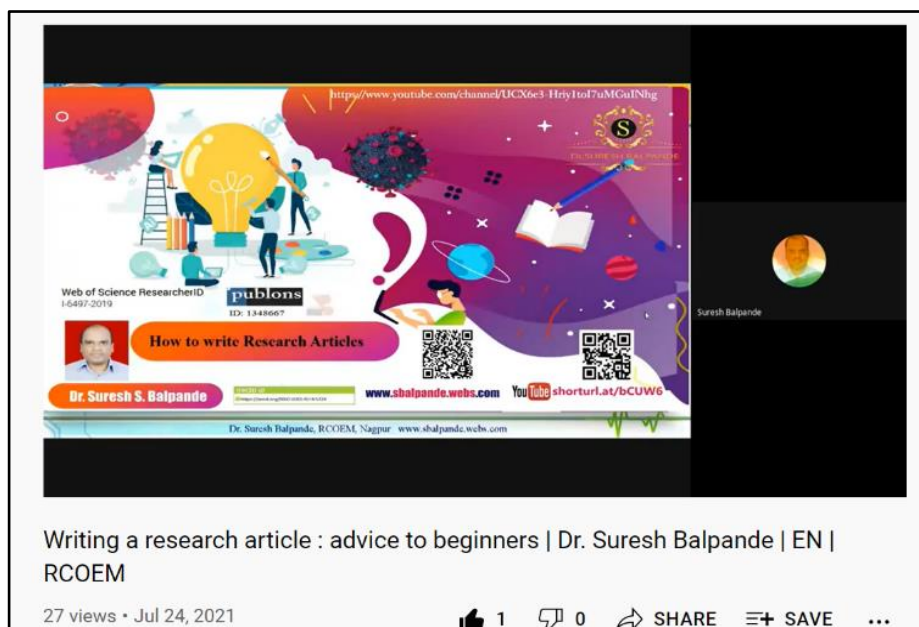 https://www.youtube.com/channel/UCX6e3-HriyItoI7uMGuINhg
S
Dr.SURESH BALPANDE
Web of Science ResearcherID
I-6497-2019
publons
ID: 1348667
How to write Research Articles
Dr. Suresh S. Balpande
www.sbalpande.webs.com
YouTube shorturl.at/bCUW6
Dr. Suresh Balpande, RCOEM, Nagpur www.sbalpande.webs.com
Suresh Balpande
Writing a research article : advice to beginners | Dr. Suresh Balpande | EN |
RCOEM
27 views • Jul 24, 2021
1 0 SHARE SAVE ...